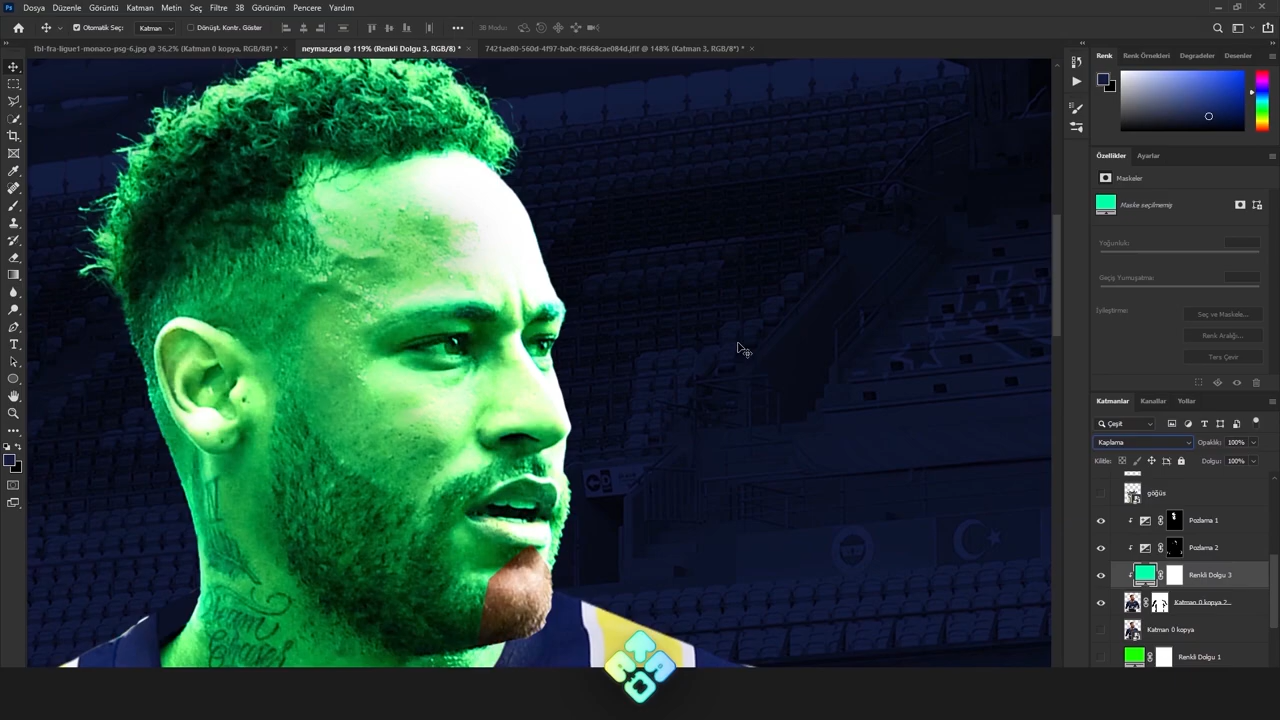 Dosya Düzenle Görüntü Katman Metin Seç Filtre 3B Görünüm Pencere Yardım
Otomatik Seç: Katman Dönüşt. Kontr. Göster 3B Modu:
fbl-fra-ligue1-monaco-psg-6.jpg @ 36,2% (Katman 0 kopya, RGB/8#) *
neymar.psd @ 119% (Renkli Dolgu 3, RGB/8) *
7421ae80-560d-4f97-ba0c-f8668cae084d.jfif @ 148% (Katman 3, RGB/8*) *
Renk Renk Örnekleri Degradeler Desenler
Özellikler Ayarlar
Maskeler
Maske seçilmemiş
Yoğunluk:
Geçiş Yumuşatma:
İyileştirme: Seç ve Maskele...
Renk Aralığı...
Ters Çevir
Katmanlar Kanallar Yollar
Çeşit
Kaplama Opaklık: 100%
Kilitle: Dolgu: 100%
göğüs
Pozlama 1
Pozlama 2
Renkli Dolgu 3
Katman 0 kopya 2
Katman 0 kopya
Renkli Dolgu 1